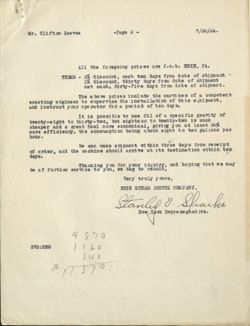 Mr. Clifton Reeves -Page 2 - 7/20/24.
All the foregoing prices are f.o.b. ERIE, PA.
TERMS - 2% discount, cash ten days from date of shipment
1% discount, thirty days from date of shipment
net cash, forty-five days from date of shipment.
The above prices include the services of a competent
erecting engineer to supervise the installation of this equipment,
and instruct your operator for a period of ten days.
It is possible to use oil of a specific gravity of
twenty-eight to thirty-two, but eighteen to twenty-two is much
cheaper and a great deal more economical, giving you at least 20%
more efficiency, the consumption being about eight to ten gallons per
hour.
We can make shipment within three days from receipt
of order, and the machine should arrive at its destination within ten
days.
Thanking you for your inquiry, and hoping that we may
be of further service to you, we beg to remain,
Very truly yours,
ERIE STEAM SHOVEL COMPANY,
New York Representative.
9870
1160
340